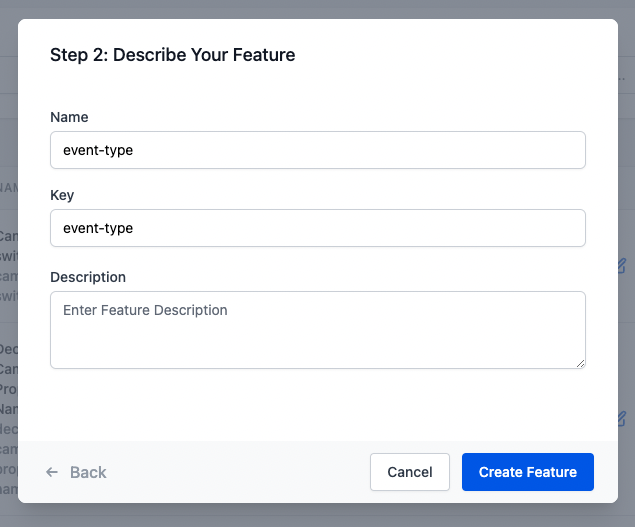 Step 2: Describe Your Feature
Name
event-type
Key
event-type
Description
Enter Feature Description
Back
Cancel
Create Feature